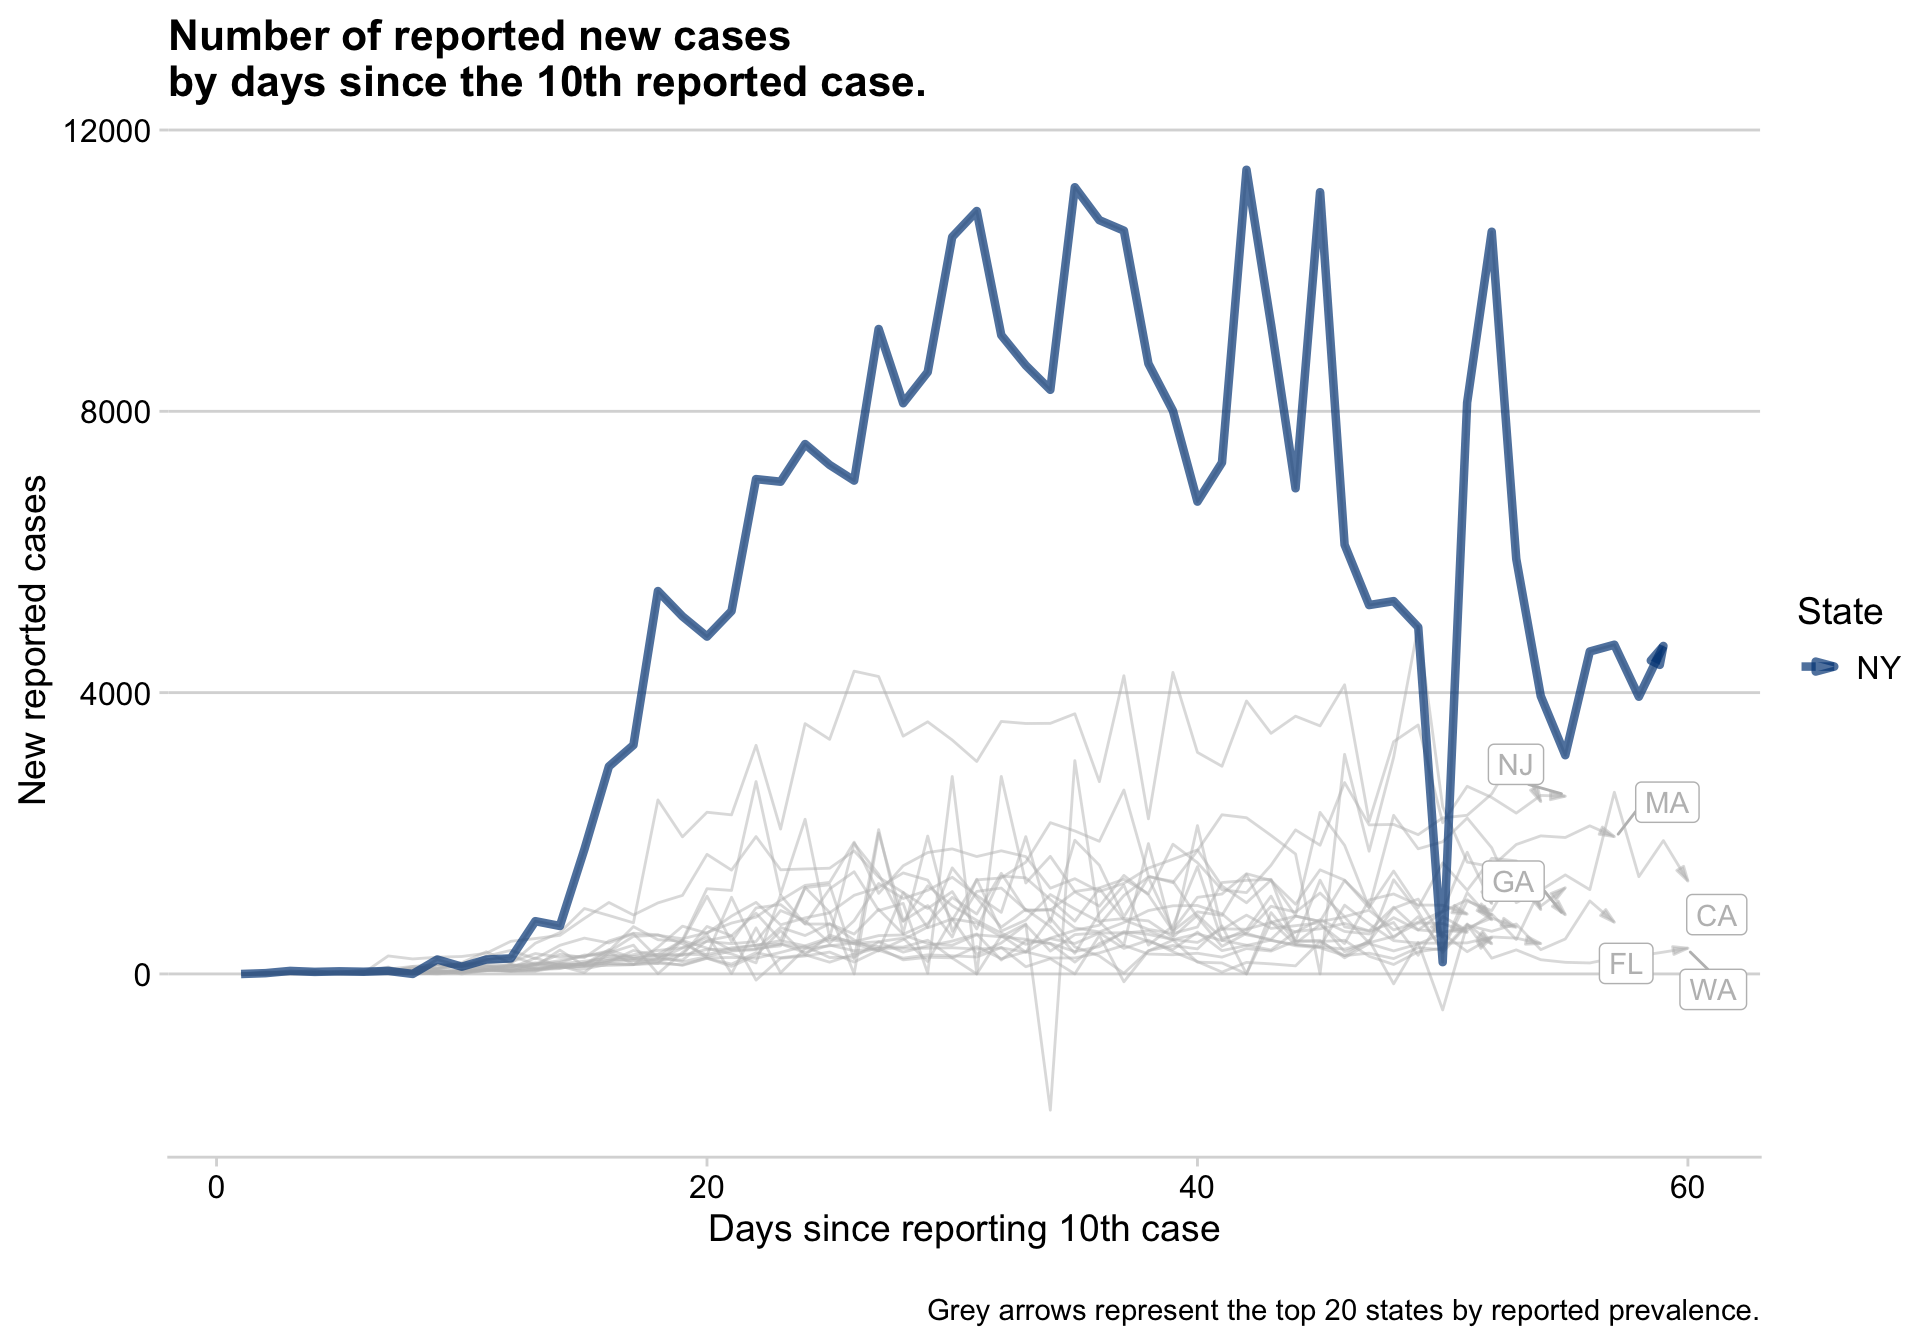 Number of reported new cases
by days since the 10th reported case.
12000
8000
4000
0
New reported cases
NJ
MA
GA
CA
FL
WA
State
NY
0 20 40 60
Days since reporting 10th case
Grey arrows represent the top 20 states by reported prevalence.